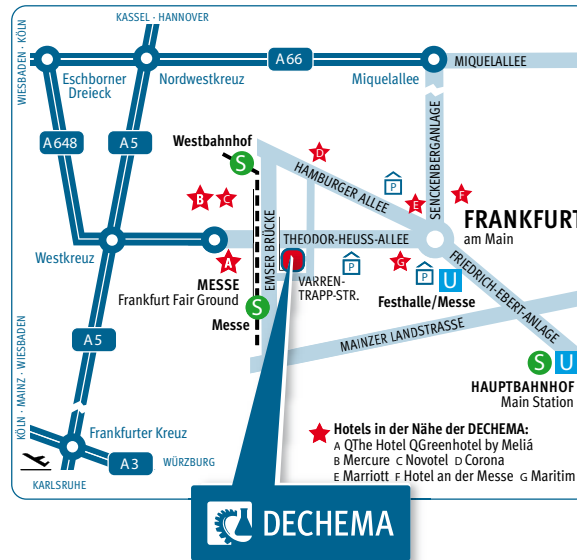 KASSEL · HANNOVER
WIESBADEN · KÖLN
A66
MIQUELALLEE
Eschborner
Dreieck
Nordwestkreuz
Miquelallee
A648
A5
Westbahnhof
S
D
P
HAMBURGER ALLEE
SENCKENBERGANLAGE
B
C
E
F
EMSER BRÜCKE
FRANKFURT
am Main
THEODOR-HEUSS-ALLEE
Westkreuz
A
G
P
P
U
MESSE
Frankfurt Fair Ground
VARREN-
TRAPP-STR.
Festhalle/Messe
FRIEDRICH-EBERT-ANLAGE
Messe
S
MAINZER LANDSTRASSE
A5
S
U
HAUPTBAHNHOF
Main Station
KÖLN · MAINZ · WIESBADEN
Frankfurter Kreuz
A3
WÜRZBURG
KARLSRUHE
Hotels in der Nähe der DECHEMA:
A QThe Hotel QGreenhotel by Meliá
B Mercure C Novotel D Corona
E Marriott F Hotel an der Messe G Maritim
DECHEMA